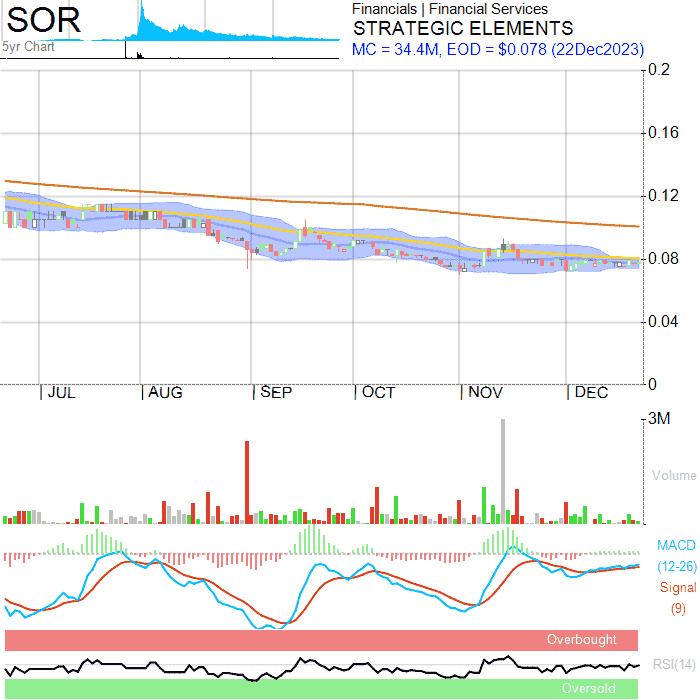 SOR
5yr Chart
Financials | Financial Services
STRATEGIC ELEMENTS
MC = 34.4M, EOD = $0.078 (22Dec2023)
0.2
0.16
0.12
0.08
0.04
0
| JUL | AUG | SEP | OCT | NOV | DEC
3M
Volume
MACD
(12-26)
Signal
(9)
Overbought
RSI(14)
Oversold